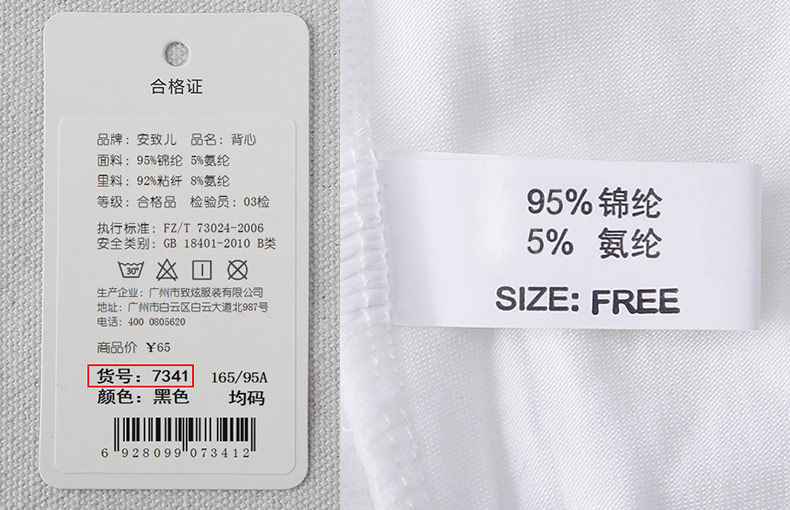 合格证
品牌：安致儿 品名：背心
面料：95%锦纶 5%氨纶
里料：92%粘纤 8%氨纶
等级：合格品 检验员：03检
执行标准：FZ/T 73024-2006
安全类别：GB 18401-2010 B类
30°
生产企业：广州市致炫服装有限公司
地址：广州市白云区白云大道北987号
电话：400 0805620
商品价 ¥65
货号：7341 165/95A
颜色：黑色 均码
6 928099 073412
95%锦纶
5% 氨纶
SIZE: FREE